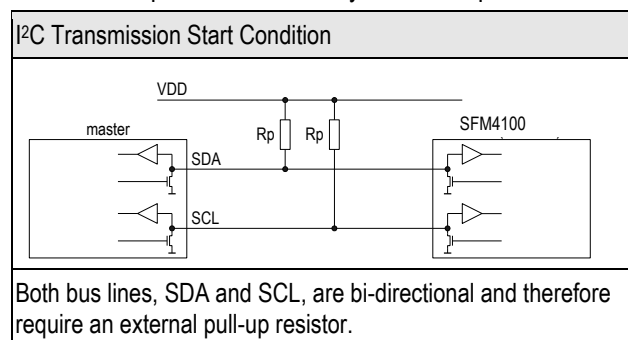 I²C Transmission Start Condition
VDD
master
Rp
Rp
SFM4100
SDA
SCL
Both bus lines, SDA and SCL, are bi-directional and therefore
require an external pull-up resistor.